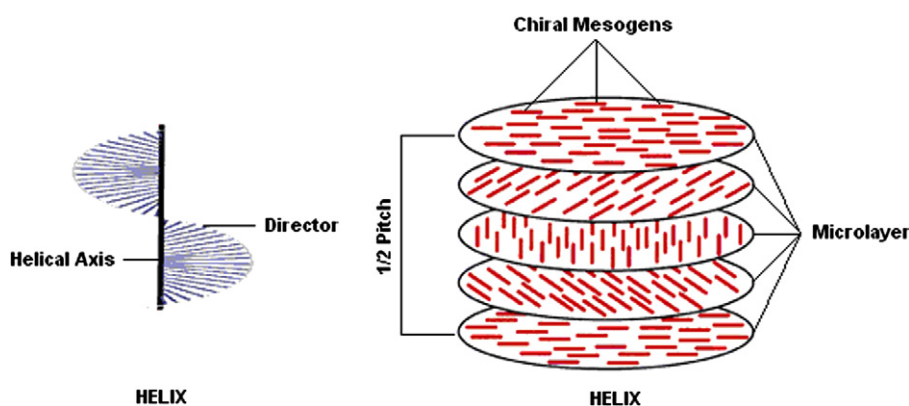 Chiral Mesogens
Director
Helical Axis
1/2 Pitch
Microlayer
HELIX
HELIX